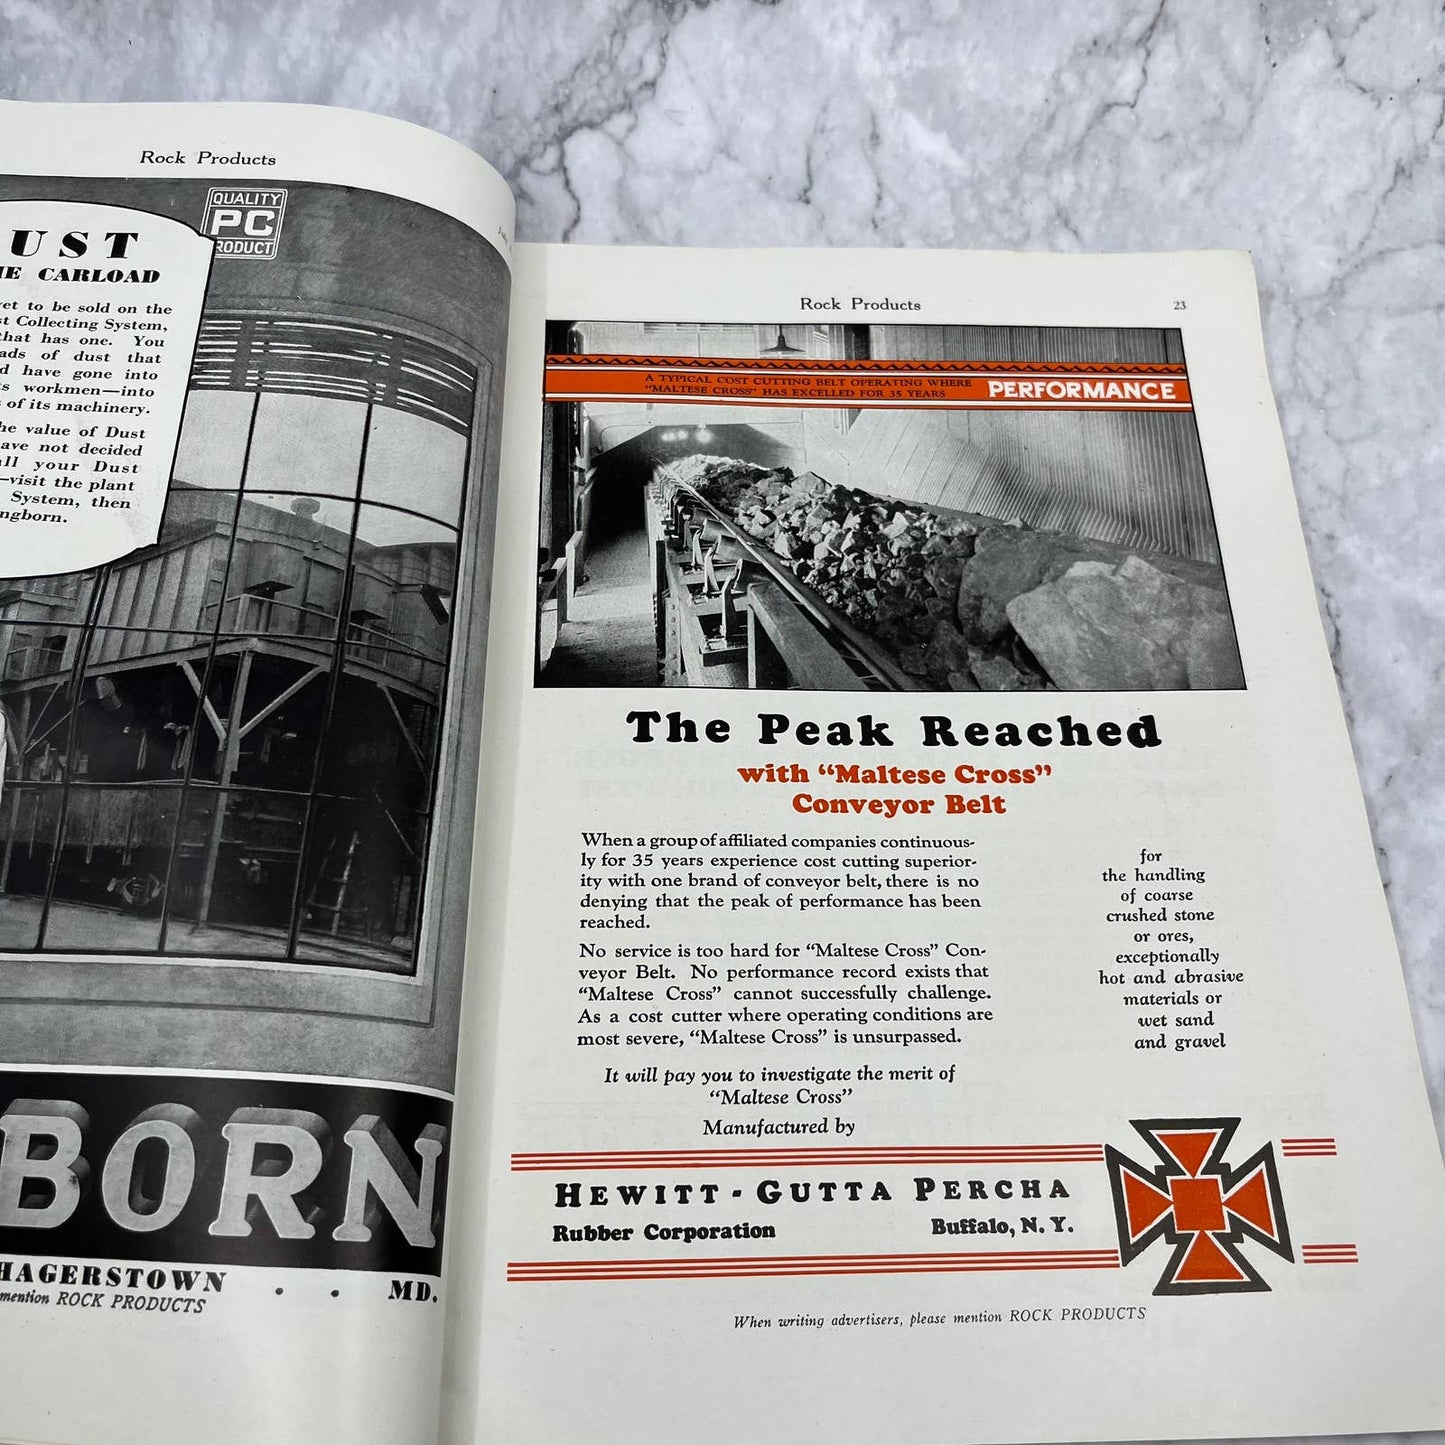 Rock Products
QUALITY
PC
PRODUCT
UST
CARLOAD
to be sold on the
Collecting System,
that has one. You
of dust that
have gone into
workmen—into
of its machinery.
value of Dust
not decided
your Dust
—visit the plant
System, then
BORN
HAGERSTOWN . . MD.
mention ROCK PRODUCTS
Rock Products
23
A TYPICAL COST CUTTING BELT OPERATING WHERE
"MALTESE CROSS" HAS EXCELLED FOR 35 YEARS
PERFORMANCE
The Peak Reached
with "Maltese Cross"
Conveyor Belt
When a group of affiliated companies continuous-
ly for 35 years experience cost cutting superior-
ity with one brand of conveyor belt, there is no
denying that the peak of performance has been
reached.
No service is too hard for "Maltese Cross" Con-
veyor Belt. No performance record exists that
"Maltese Cross" cannot successfully challenge.
As a cost cutter where operating conditions are
most severe, "Maltese Cross" is unsurpassed.
for
the handling
of coarse
crushed stone
or ores,
exceptionally
hot and abrasive
materials or
wet sand
and gravel
It will pay you to investigate the merit of
"Maltese Cross"
Manufactured by
HEWITT-GUTTA PERCHA
Rubber Corporation Buffalo, N. Y.
When writing advertisers, please mention ROCK PRODUCTS